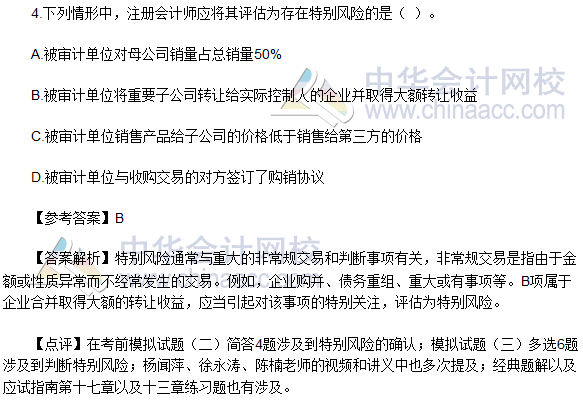 4.下列情形中，注册会计师应将其评估为存在特别风险的是（  ）。
A.被审计单位对母公司销量占总销量50%
中华会计网校
B.被审计单位将重要子公司转让给实际控制人的企业并取得大额转让收益
www.chinaacc.com
C.被审计单位销售产品给子公司的价格低于销售给第三方的价格
D.被审计单位与收购交易的对方签订了购销协议
【参考答案】B
中华会计网校
【答案解析】特别风险通常与重大的非常规交易和判断事项有关，非常规交易是指由于金
www.chinaacc.com
额或性质异常而不经常发生的交易。例如，企业购并、债务重组、重大或有事项等。B项属于
企业合并取得大额的转让收益，应当引起对该事项的特别关注，评估为特别风险。
【点评】在考前模拟试题（二）简答4题涉及到特别风险的确认；模拟试题（三）多选6题
涉及到判断特别风险；杨闻萍、徐永涛、陈楠老师的视频和讲义中也多次提及；经典题解以及
应试指南第十七章以及十三章练习题也有涉及。